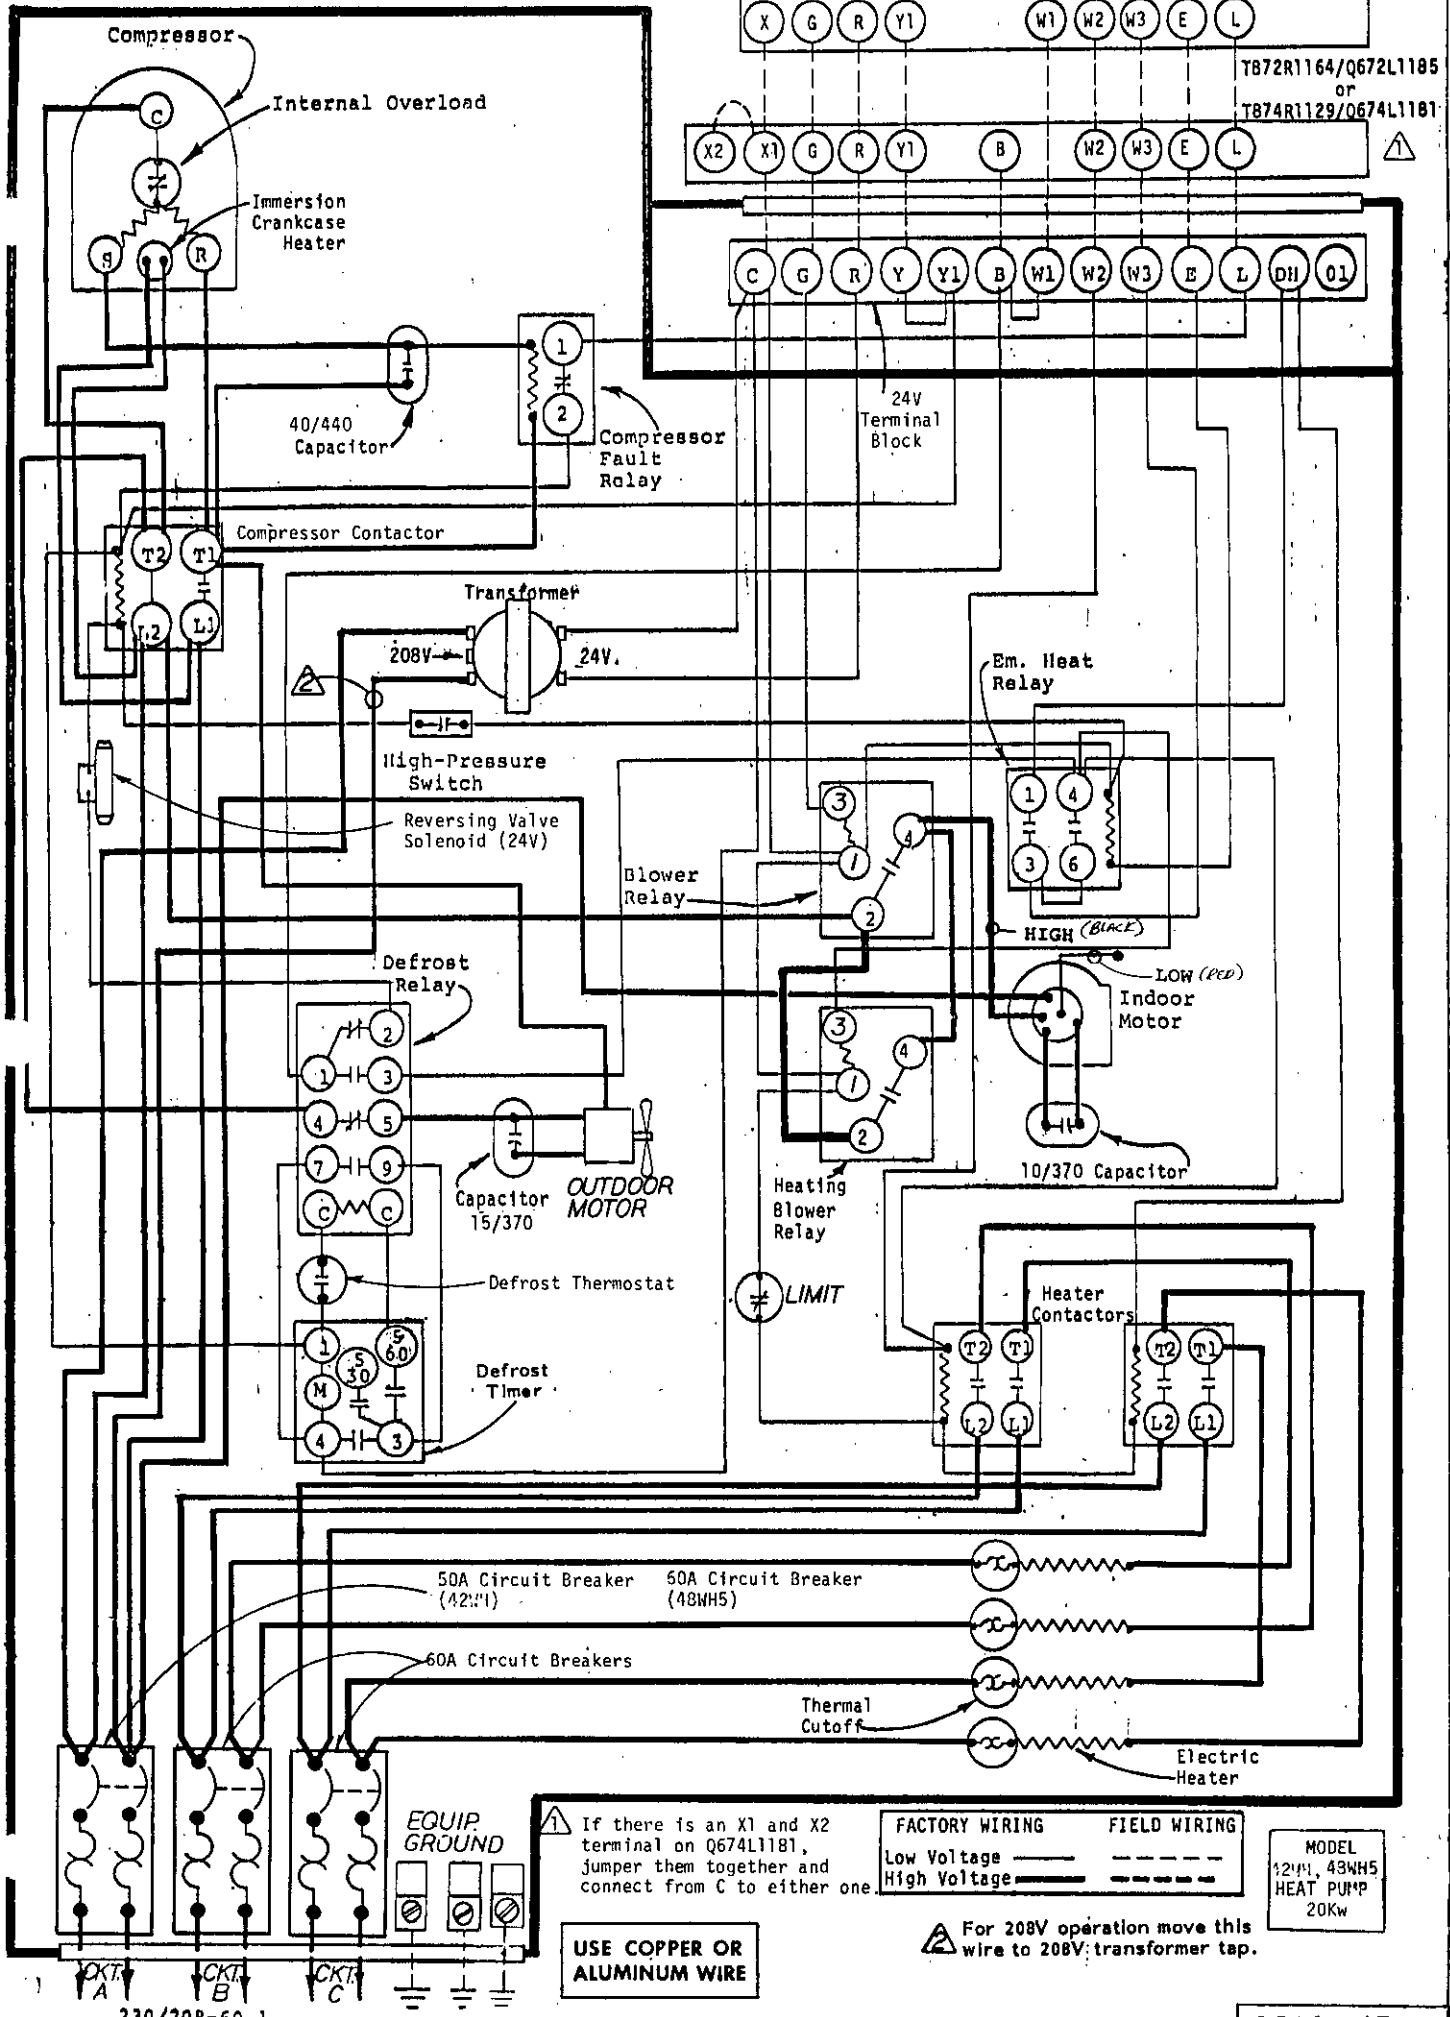 X G R Y1 W1 W2 W3 E L
T872R1164/Q672L1185
or
T874R1129/Q674L1181
X2 X1 G R Y1 B W2 W3 E L
1
C G R Y Y1 B W1 W2 W3 E L DH O1
Compressor
Internal Overload
Immersion
Crankcase
Heater
C
S R
40/440
Capacitor
1
2
Compressor
Fault
Relay
24V
Terminal
Block
Compressor Contactor
T2 T1
L2 L1
Transformer
208V
24V.
2
High-Pressure
Switch
Reversing Valve
Solenoid (24V)
Em. Heat
Relay
1 4
3 6
Blower
Relay
3
4
1
2
HIGH (BLACK)
LOW (RED)
Indoor
Motor
10/370 Capacitor
3
4
1
2
Heating
Blower
Relay
Defrost
Relay
2
1 3
4 5
7 9
C C
Capacitor
15/370
OUTDOOR
MOTOR
Defrost Thermostat
1
S
30
S
60
M
4 3
Defrost
Timer
LIMIT
Heater
Contactors
T2 T1
L2 L1
T2 T1
L2 L1
50A Circuit Breaker
60A Circuit Breaker
(48WH5)
60A Circuit Breakers
Thermal
Cutoff
Electric
Heater
EQUIP.
GROUND
CKT.
A
CKT.
B
CKT.
C
1 If there is an X1 and X2
terminal on Q674L1181,
jumper them together and
connect from C to either one.
USE COPPER OR
ALUMINUM WIRE
FACTORY WIRING FIELD WIRING
Low Voltage
High Voltage
MODEL
48WH5
HEAT PUMP
20Kw
2 For 208V operation move this
wire to 208V transformer tap.